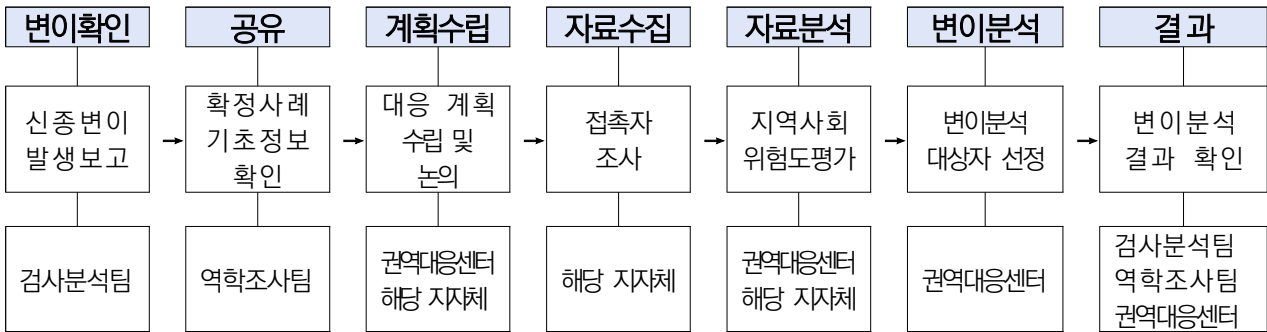 변이확인
공유
계획수립
자료수집
자료분석
변이분석
결과
신종변이
발생보고
확정사례
기초정보
확인
대응 계획
수립 및
논의
접촉자
조사
지역사회
위험도평가
변이분석
대상자 선정
변이분석
결과 확인
검사분석팀
역학조사팀
권역대응센터
해당 지자체
해당 지자체
권역대응센터
해당 지자체
권역대응센터
검사분석팀
역학조사팀
권역대응센터